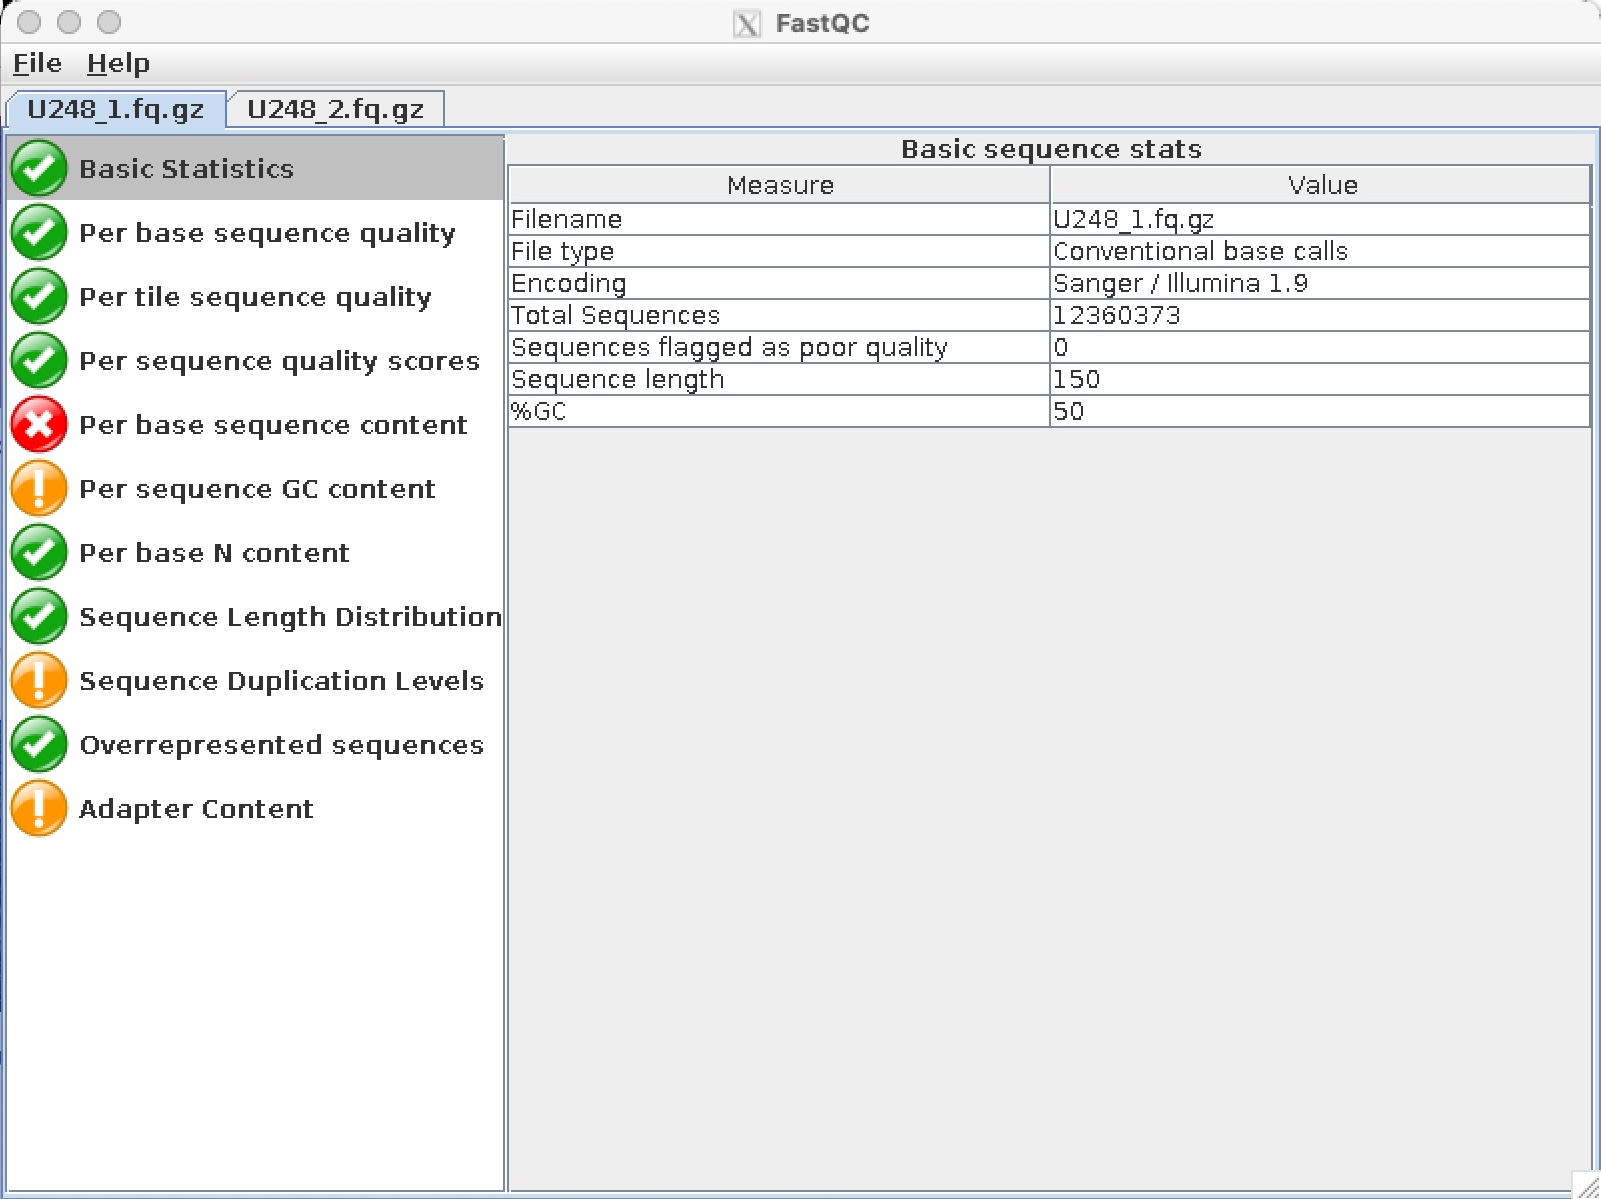 FastQC
File Help
U248_1.fq.gz U248_2.fq.gz
Basic Statistics
Per base sequence quality
Per tile sequence quality
Per sequence quality scores
Per base sequence content
Per sequence GC content
Per base N content
Sequence Length Distribution
Sequence Duplication Levels
Overrepresented sequences
Adapter Content
Basic sequence stats
Measure Value
Filename U248_1.fq.gz
File type Conventional base calls
Encoding Sanger / Illumina 1.9
Total Sequences 12360373
Sequences flagged as poor quality 0
Sequence length 150
%GC 50